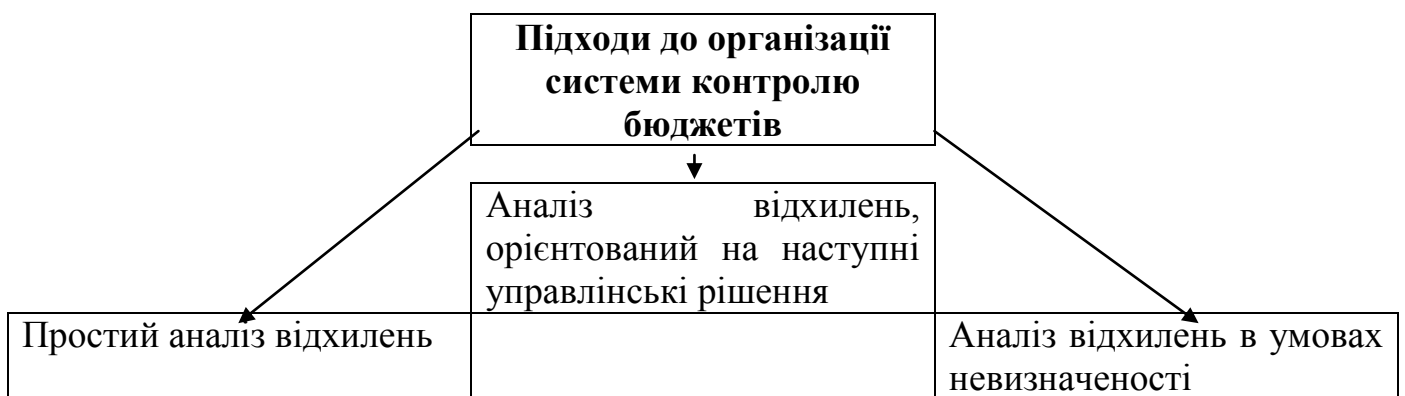 Підходи до організації
системи контролю
бюджетів
Аналіз відхилень,
орієнтований на наступні
управлінські рішення
Простий аналіз відхилень
Аналіз відхилень в умовах
невизначеності